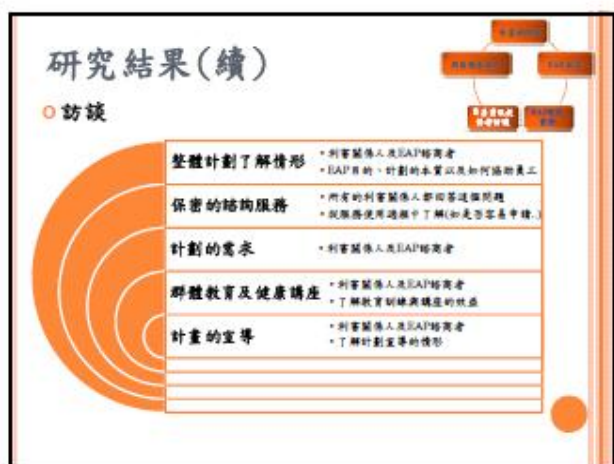 研究結果(續)
訪談
整體計劃了解情形
• 利害關係人及EAP諮商者
• EAP目的、計劃的本質以及如何協助員工
保密的諮詢服務
• 所有的利害關係人都回答這個問題
• 從服務使用過程中了解(如是否容易申請..)
計劃的需求
• 利害關係人及EAP諮商者
群體教育及健康講座
• 利害關係人及EAP諮商者
• 了解教育訓練與講座的效益
計畫的宣導
• 利害關係人及EAP諮商者
• 了解計劃宣導的情形